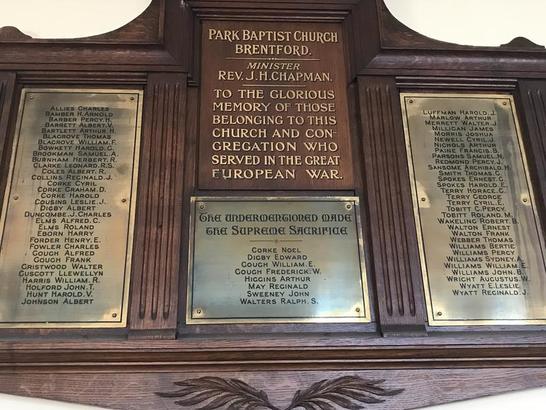 PARK BAPTIST CHURCH
BRENTFORD.
MINISTER
REV. J.H. CHAPMAN.
TO THE GLORIOUS
MEMORY OF THOSE
BELONGING TO THIS
CHURCH AND CON-
GREGATION WHO
SERVED IN THE GREAT
EUROPEAN WAR.
ALLIES CHARLES
BAMBER H. ARNOLD
BARBER PERCY. H.
BARRETT ALBERT. V.
BARTLETT ARTHUR. H.
BLAGROVE THOMAS
BLAGROVE WILLIAM. F.
BOWKETT HAROLD. G.
BROOKMAN SAMUEL. J.
BURNHAM HERBERT. R.
CLARKE LEONARD. R.S.
COLES ALBERT. R.
COLLINS REGINALD. J.
CORKE CYRIL
CORKE GRAHAM. D.
CORKE HAROLD
COUSINS LESLIE. J.
DIGBY ALBERT
DUNCOMBE. J. CHARLES
ELMS ALFRED. C.
ELMS ROLAND
EBORN HARRY
FORDER HENRY. E.
FOWLER CHARLES
GOUGH ALFRED
GOUGH FRANK
GRISTWOOD WALTER
GUSCOTT LLEWELLYN
HARRIS WILLIAM. R.
HOLFORD JOHN. T.
HUNT HAROLD. V.
JOHNSON ALBERT
THE UNDERMENTIONED MADE
THE SUPREME SACRIFICE
CORKE NOEL
DIGBY EDWARD
GOUGH WILLIAM. E.
GOUGH FREDERICK. W.
HIGGINS ARTHUR
MAY REGINALD
SWEENEY JOHN
WALTERS RALPH. S.
LUFFMAN HAROLD. J.
MARLOW ARTHUR
MERRETT WALTER. J.
MILLIGAN JAMES
MORRIS JOSHUA
NEWELL CYRIL. J.
NICHOLS ARTHUR
PAINE FRANCIS. G.
PARSONS SAMUEL. N.
REDMOND PERCY. J.
SANSOME ARCHIBALD. H.
SMITH THOMAS. G.
SPOKES ERNEST. C.
SPOKES HAROLD. E.
TERRY HORACE. G.
TERRY GEORGE
TERRY CYRIL. E.
TOBITT C. PERCY
TOBITT ROLAND. M.
WAKELING ROBERT. B.
WALTON ERNEST
WALTON FRANK
WEBBER THOMAS
WILLIAMS BERTIE
WILLIAMS PERCY
WILLIAMS SYDNEY. A.
WILLIAMS WILLIAM. E.
WILLIAMS JOHN. B.
WRIGHT AUGUSTUS. W.
WYATT E. LESLIE.
WYATT REGINALD. J.